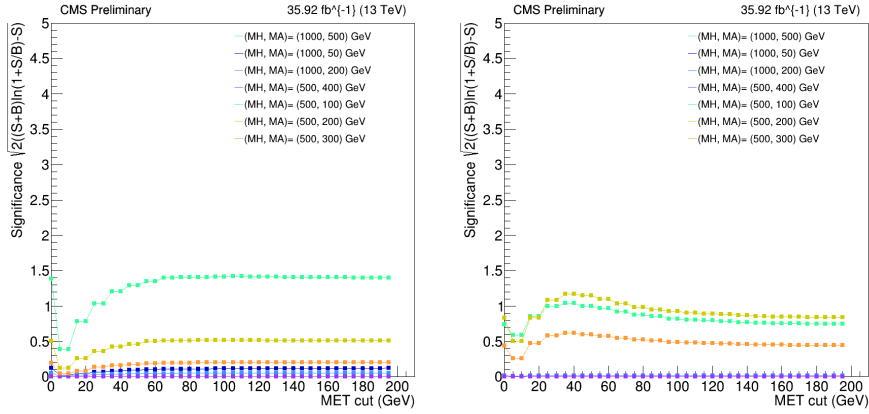 CMS Preliminary
35.92 fb^{-1} (13 TeV)
Significance √2((S+B)ln(1+S/B)-S)
5
4.5
4
3.5
3
2.5
2
1.5
1
0.5
0
(MH, MA)= (1000, 500) GeV
(MH, MA)= (1000, 50) GeV
(MH, MA)= (1000, 200) GeV
(MH, MA)= (500, 400) GeV
(MH, MA)= (500, 100) GeV
(MH, MA)= (500, 200) GeV
(MH, MA)= (500, 300) GeV
0 20 40 60 80 100 120 140 160 180 200
MET cut (GeV)
CMS Preliminary
35.92 fb^{-1} (13 TeV)
Significance √2((S+B)ln(1+S/B)-S)
5
4.5
4
3.5
3
2.5
2
1.5
1
0.5
0
(MH, MA)= (1000, 500) GeV
(MH, MA)= (1000, 50) GeV
(MH, MA)= (1000, 200) GeV
(MH, MA)= (500, 400) GeV
(MH, MA)= (500, 100) GeV
(MH, MA)= (500, 200) GeV
(MH, MA)= (500, 300) GeV
0 20 40 60 80 100 120 140 160 180 200
MET cut (GeV)